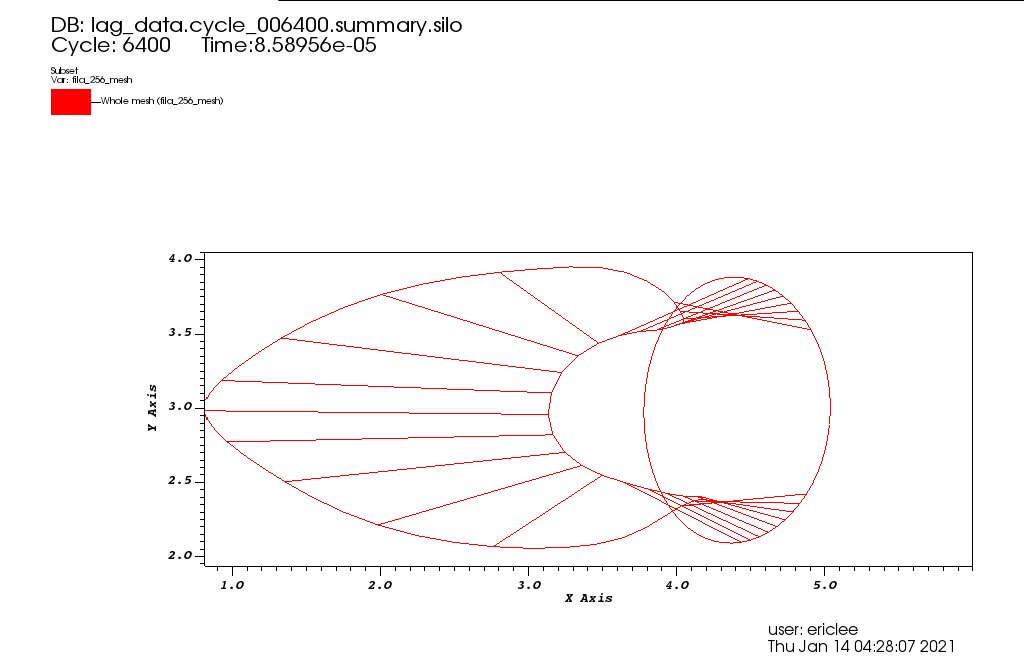 DB: lag_data.cycle_006400.summary.silo
Cycle: 6400 Time:8.58956e-05
Subset
Var: fila_256_mesh
Whole mesh (fila_256_mesh)
4.0
3.5
3.0
2.5
2.0
Y Axis
1.0 2.0 3.0 4.0 5.0
X Axis
user: ericlee
Thu Jan 14 04:28:07 2021